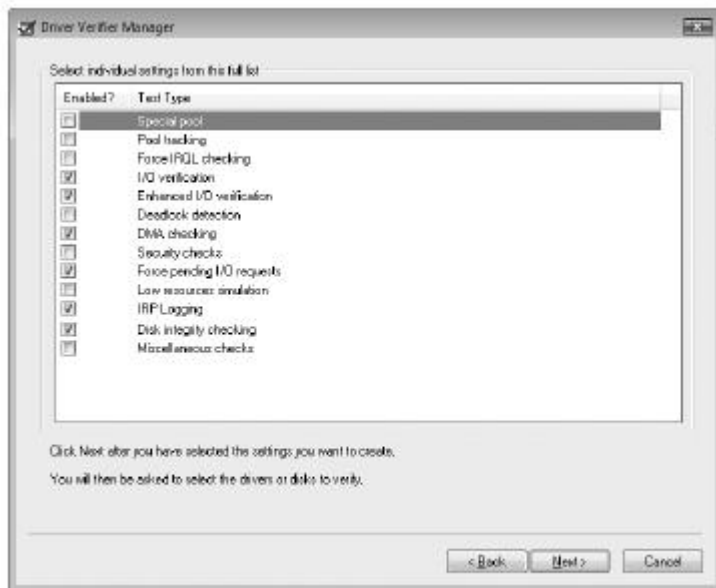 Driver Verifier Manager
Select individual settings from this full list
Enabled? Test Type
Special pool
Pool tracking
Force IRQL checking
I/O verification
Enhanced I/O verification
Deadlock detection
DMA checking
Security checks
Force pending I/O requests
Low resources simulation
IRP Logging
Disk integrity checking
Miscellaneous checks
Click Next after you have selected the settings you want to create.
You will then be asked to select the drivers or disks to verify.
< Back Next > Cancel